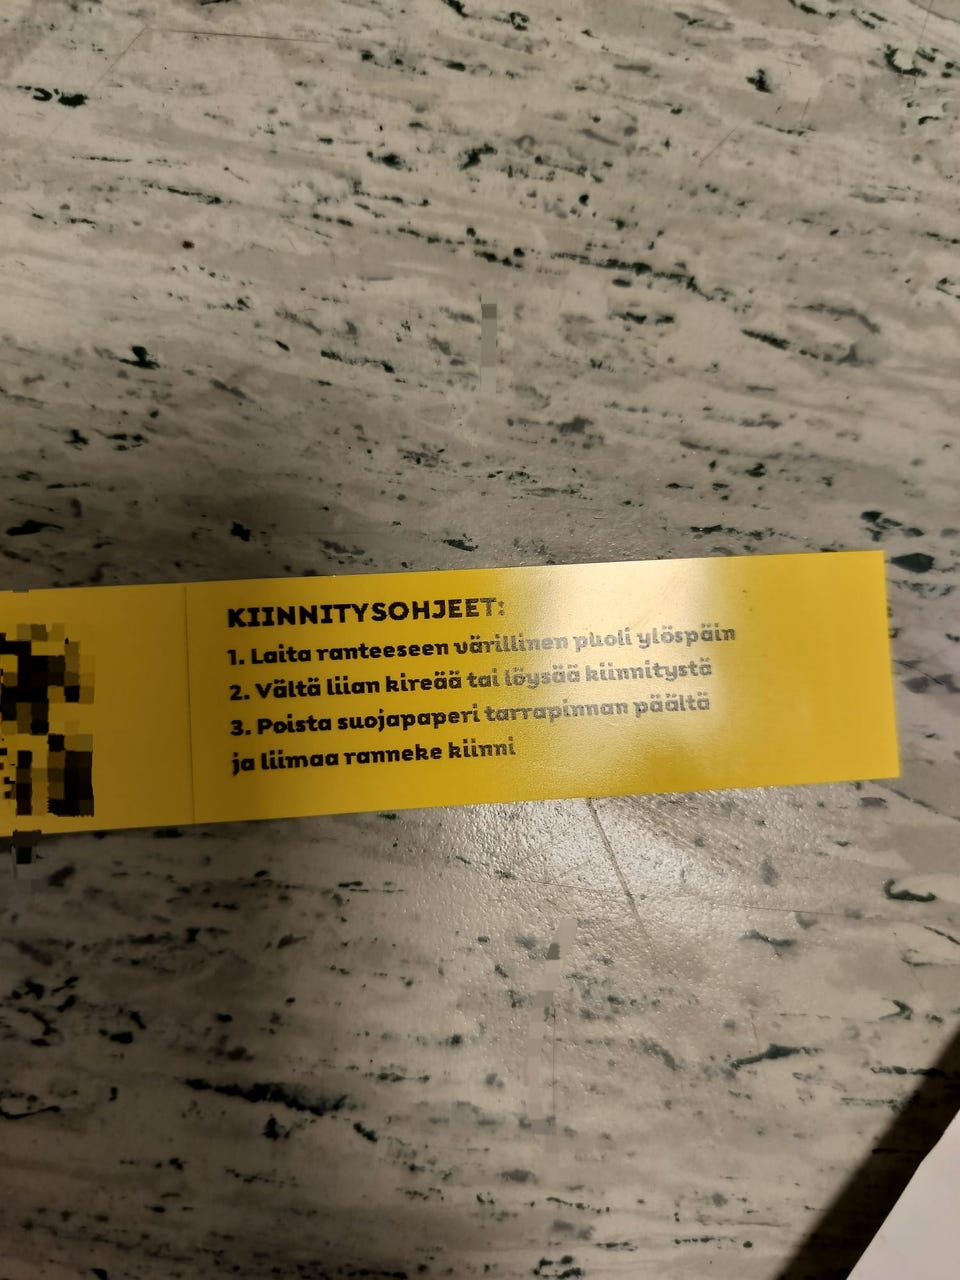 KIINNITYSOHJEET:
1. Laita ranteeseen värillinen puoli ylöspäin
2. Vältä liian kireää tai löysää kiinnitystä
3. Poista suojapaperi tarrapinnan päältä
ja liimaa ranneke kiinni